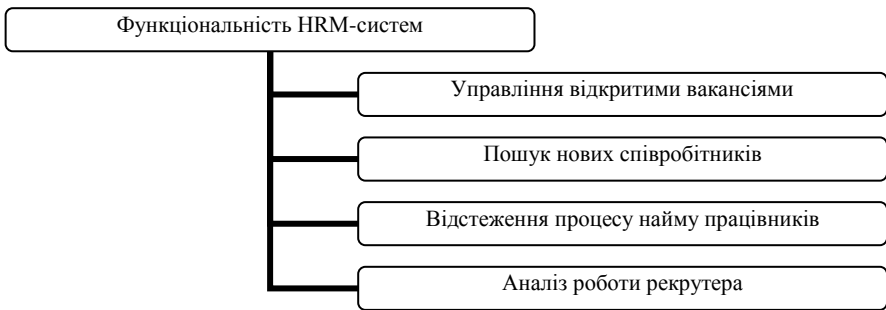 Функціональність HRM-систем
Управління відкритими вакансіями
Пошук нових співробітників
Відстеження процесу найму працівників
Аналіз роботи рекрутера